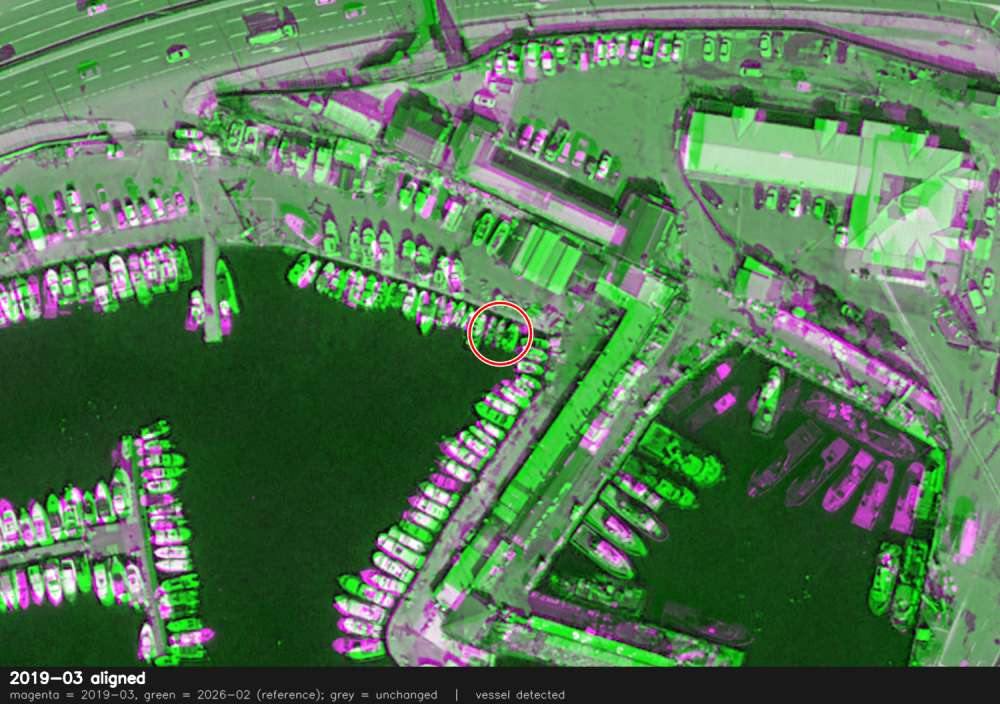 2019-03 aligned
magenta = 2019-03, green = 2026-02 (reference); grey = unchanged | vessel detected